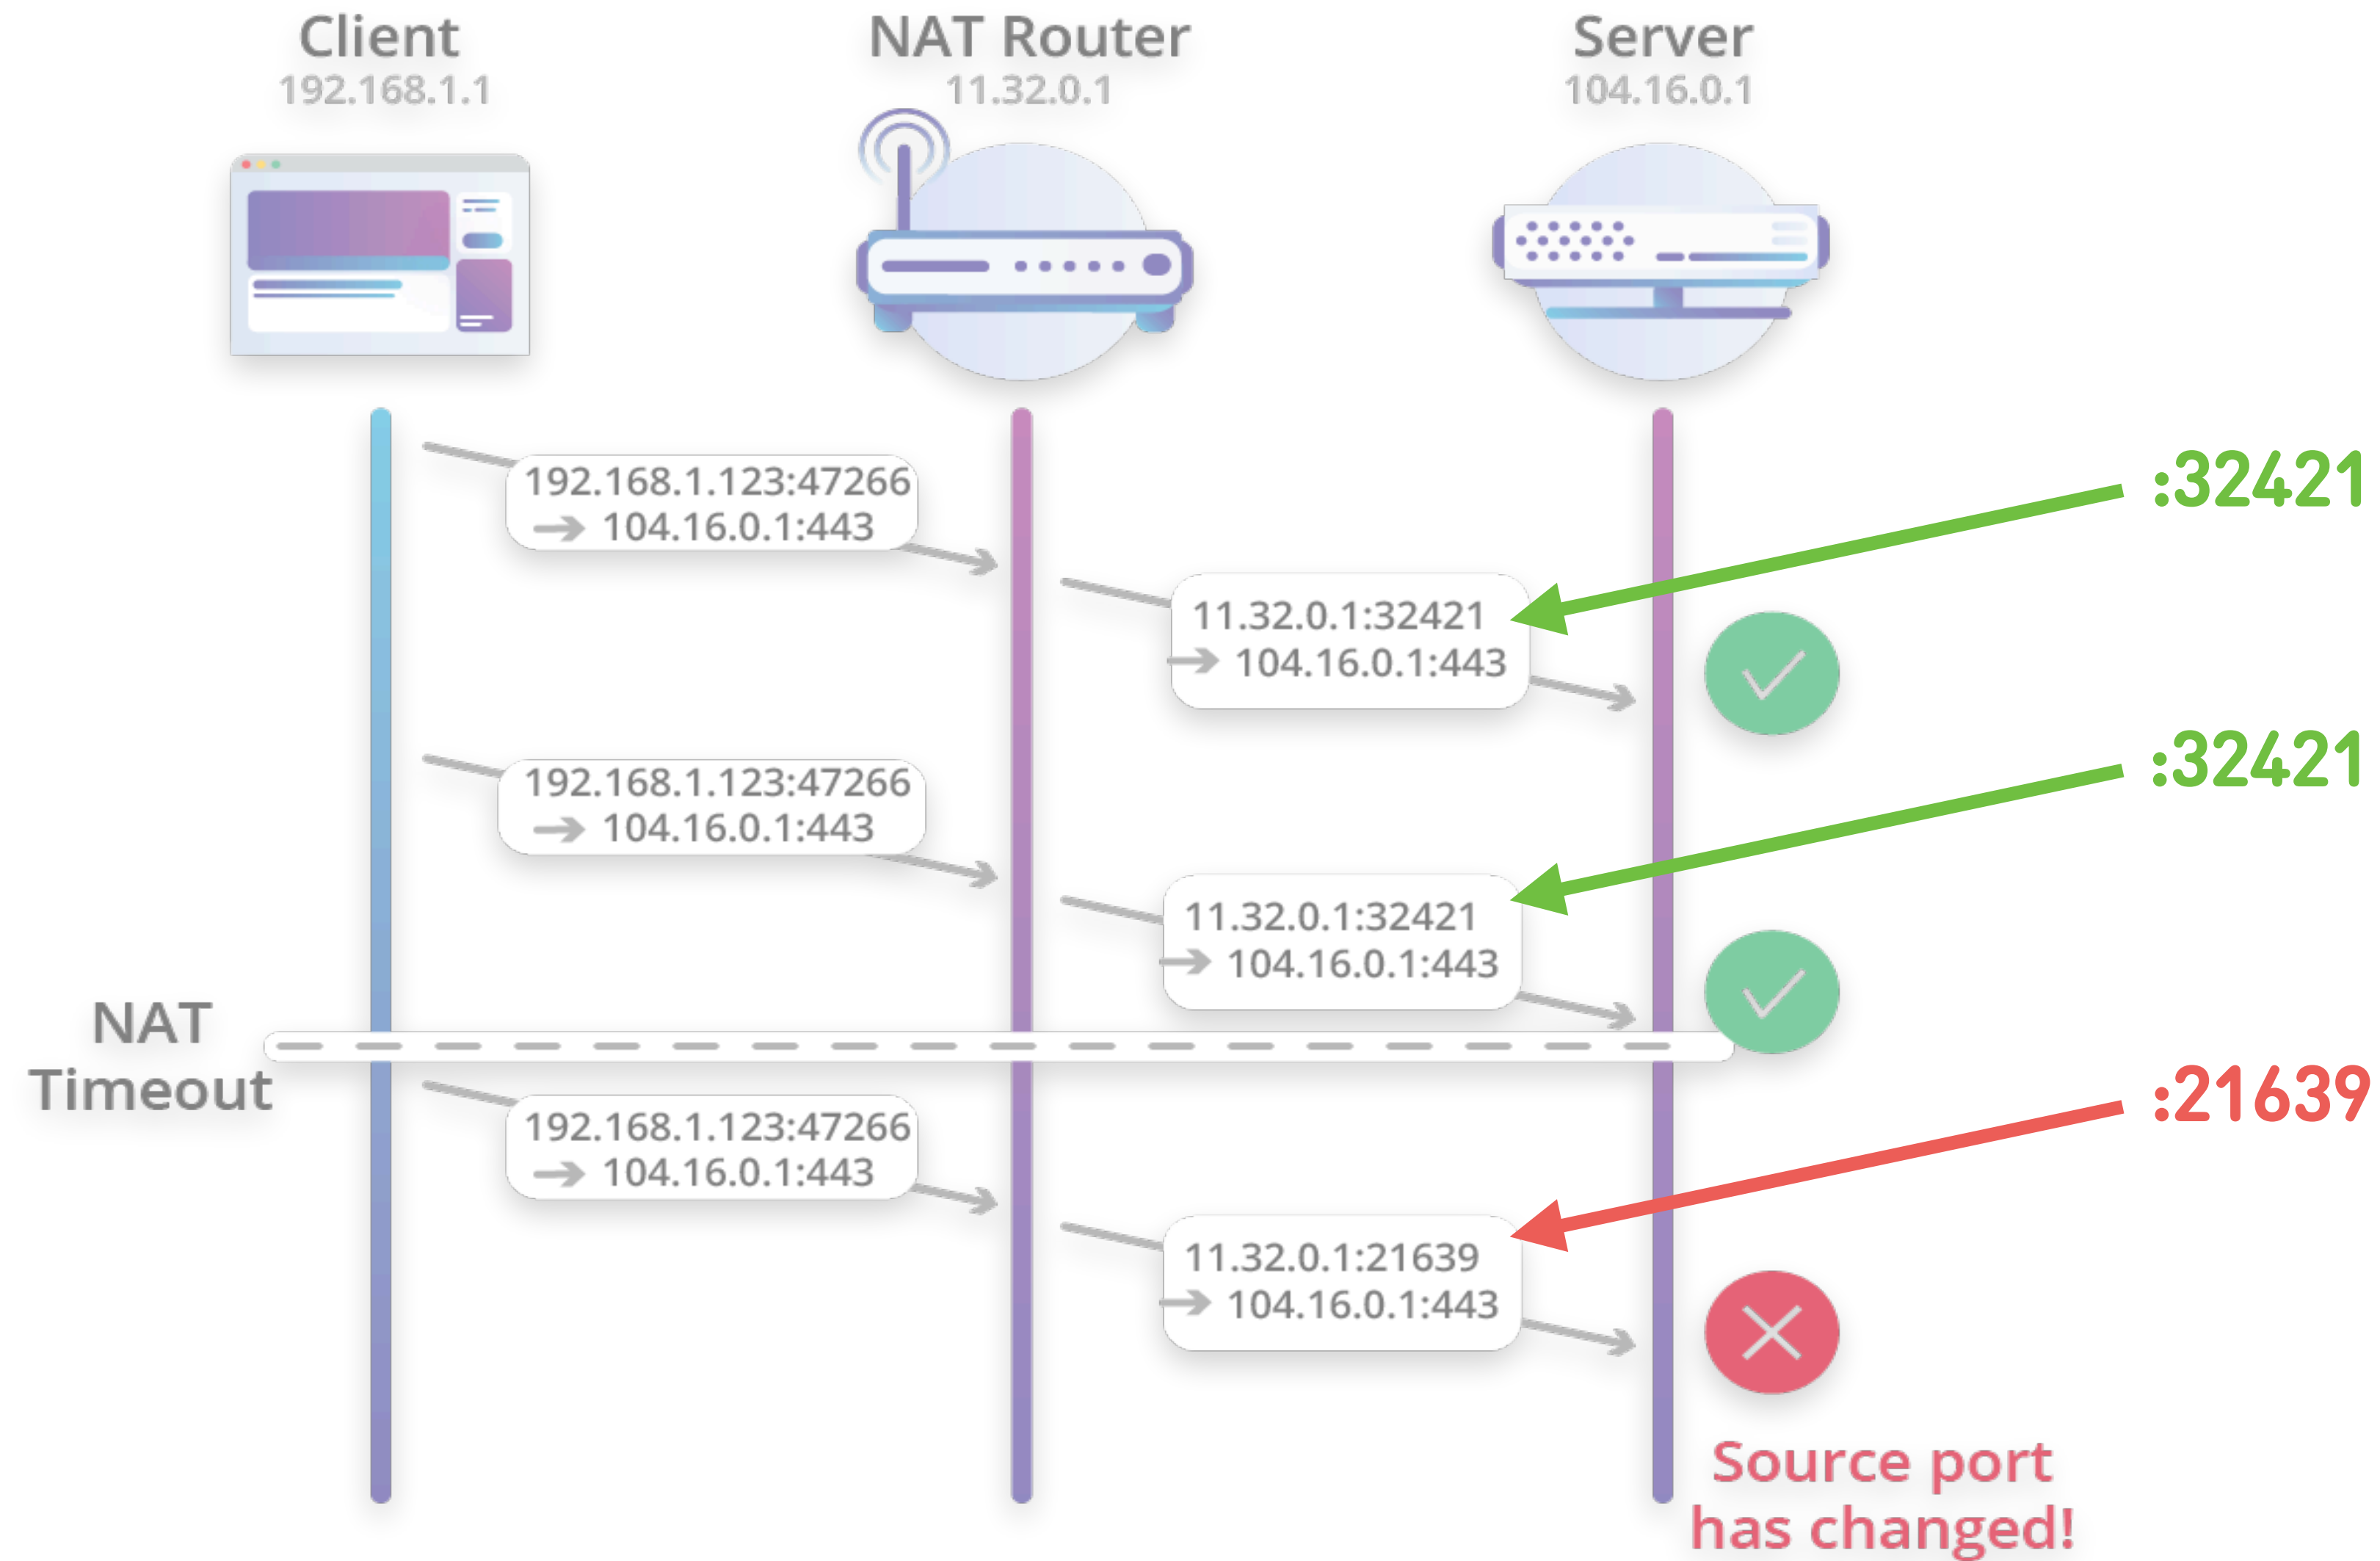 Client
192.168.1.1
NAT Router
11.32.0.1
Server
104.16.0.1
192.168.1.123:47266
→ 104.16.0.1:443
:32421
11.32.0.1:32421
→ 104.16.0.1:443
192.168.1.123:47266
→ 104.16.0.1:443
:32421
11.32.0.1:32421
→ 104.16.0.1:443
NAT
Timeout
192.168.1.123:47266
→ 104.16.0.1:443
:21639
11.32.0.1:21639
→ 104.16.0.1:443
Source port
has changed!